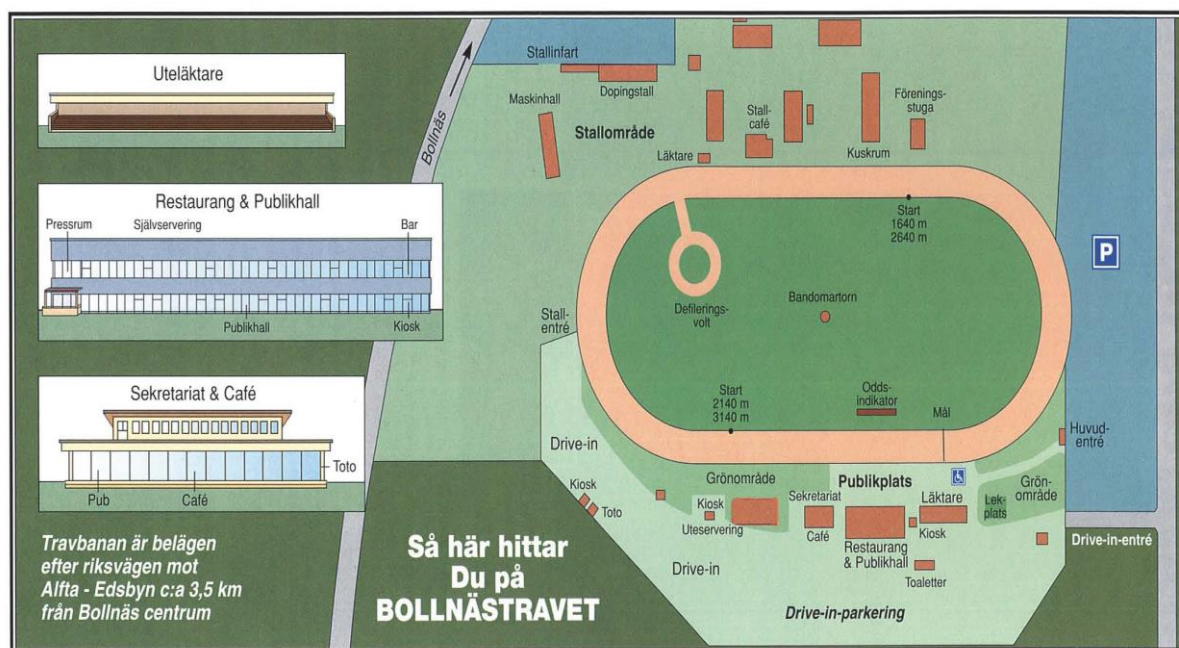 Uteläktare
Restaurang & Publikhall
Pressrum
Självservering
Bar
Publikhall
Kiosk
Sekretariat & Café
Toto
Pub
Café
Travbanan är belägen
efter riksvägen mot
Alfta - Edsbyn c:a 3,5 km
från Bollnäs centrum
Så här hittar
Du på
BOLLNÄSTRAVET
Bollnäs
Stallinfart
Dopingstall
Maskinhall
Stallområde
Läktare
Stall-
café
Kuskrum
Förenings-
stuga
Start
1640 m
2640 m
P
Stall-
entré
Defilerings-
volt
Bandomartorn
Start
2140 m
3140 m
Odds-
indikator
Mål
Huvud-
entré
Drive-in
Grönområde
Publikplats
Grön-
område
Lek-
plats
Kiosk
Toto
Kiosk
Uteservering
Sekretariat
Café
Restaurang
& Publikhall
Läktare
Kiosk
Toaletter
Drive-in
Drive-in-parkering
Drive-in-entré